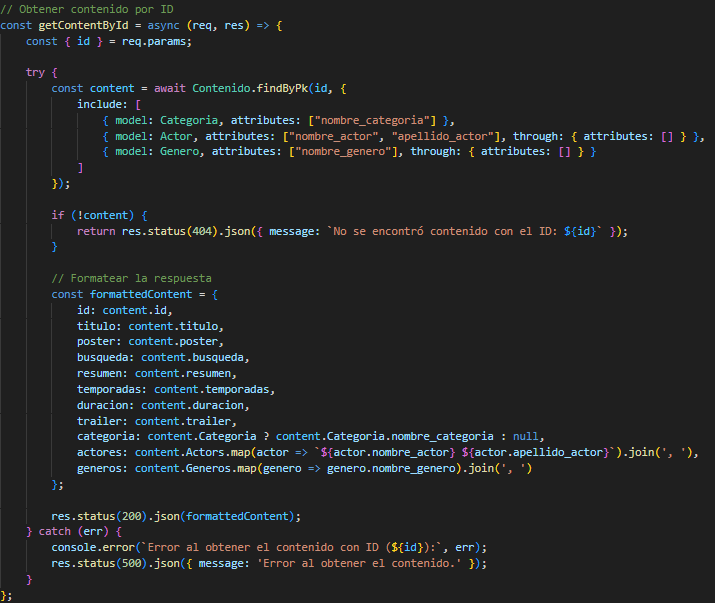 // Obtener contenido por ID
const getContentById = async (req, res) => {
    const { id } = req.params;

    try {
        const content = await Contenido.findByPk(id, {
            include: [
                { model: Categoria, attributes: ["nombre_categoria"] },
                { model: Actor, attributes: ["nombre_actor", "apellido_actor"], through: { attributes: [] } },
                { model: Genero, attributes: ["nombre_genero"], through: { attributes: [] } }
            ]
        });

        if (!content) {
            return res.status(404).json({ message: `No se encontró contenido con el ID: ${id}` });
        }

        // Formatear la respuesta
        const formattedContent = {
            id: content.id,
            titulo: content.titulo,
            poster: content.poster,
            busqueda: content.busqueda,
            resumen: content.resumen,
            temporadas: content.temporadas,
            duracion: content.duracion,
            trailer: content.trailer,
            categoria: content.Categoria ? content.Categoria.nombre_categoria : null,
            actores: content.Actors.map(actor => `${actor.nombre_actor} ${actor.apellido_actor}`).join(', '),
            generos: content.Generos.map(genero => genero.nombre_genero).join(', ')
        };

        res.status(200).json(formattedContent);
    } catch (err) {
        console.error(`Error al obtener el contenido con ID (${id}):`, err);
        res.status(500).json({ message: 'Error al obtener el contenido.' });
    }
};